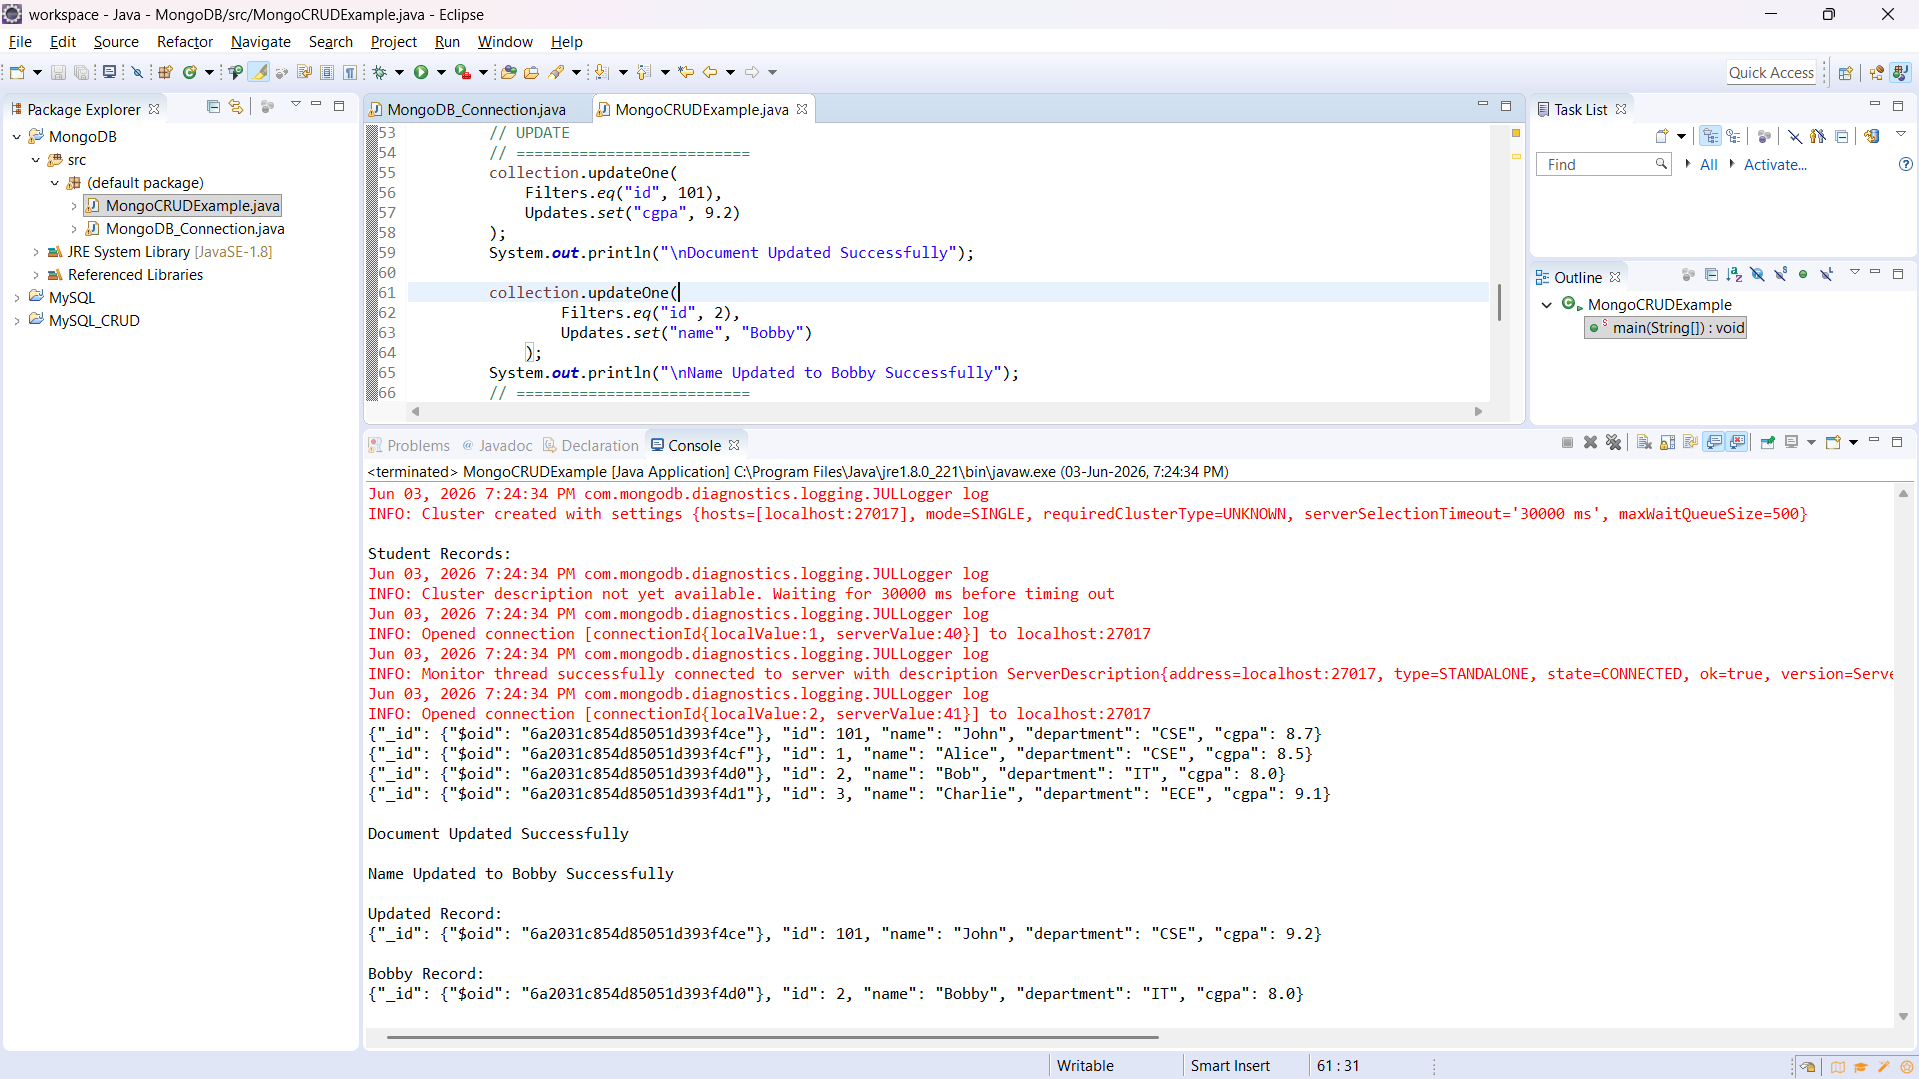 workspace - Java - MongoDB/src/MongoCRUDExample.java - Eclipse
File Edit Source Refactor Navigate Search Project Run Window Help
Quick Access
Package Explorer
MongoDB
src
(default package)
MongoCRUDExample.java
MongoDB_Connection.java
JRE System Library [JavaSE-1.8]
Referenced Libraries
MySQL
MySQL_CRUD
MongoDB_Connection.java MongoCRUDExample.java
53 // UPDATE
54 // ==========================
55 collection.updateOne(
56 Filters.eq("id", 101),
57 Updates.set("cgpa", 9.2)
58 );
59 System.out.println("\nDocument Updated Successfully");
60
61 collection.updateOne(
62 Filters.eq("id", 2),
63 Updates.set("name", "Bobby")
64 );
65 System.out.println("\nName Updated to Bobby Successfully");
66 // ==========================
Task List
Find All Activate...
Outline
MongoCRUDExample
main(String[]) : void
Problems Javadoc Declaration Console
<terminated> MongoCRUDExample [Java Application] C:\Program Files\Java\jre1.8.0_221\bin\javaw.exe (03-Jun-2026, 7:24:34 PM)
Jun 03, 2026 7:24:34 PM com.mongodb.diagnostics.logging.JULLogger log
INFO: Cluster created with settings {hosts=[localhost:27017], mode=SINGLE, requiredClusterType=UNKNOWN, serverSelectionTimeout='30000 ms', maxWaitQueueSize=500}
Student Records:
Jun 03, 2026 7:24:34 PM com.mongodb.diagnostics.logging.JULLogger log
INFO: Cluster description not yet available. Waiting for 30000 ms before timing out
Jun 03, 2026 7:24:34 PM com.mongodb.diagnostics.logging.JULLogger log
INFO: Opened connection [connectionId{localValue:1, serverValue:40}] to localhost:27017
Jun 03, 2026 7:24:34 PM com.mongodb.diagnostics.logging.JULLogger log
INFO: Monitor thread successfully connected to server with description ServerDescription{address=localhost:27017, type=STANDALONE, state=CONNECTED, ok=true, version=Serve
Jun 03, 2026 7:24:34 PM com.mongodb.diagnostics.logging.JULLogger log
INFO: Opened connection [connectionId{localValue:2, serverValue:41}] to localhost:27017
{"_id": {"$oid": "6a2031c854d85051d393f4ce"}, "id": 101, "name": "John", "department": "CSE", "cgpa": 8.7}
{"_id": {"$oid": "6a2031c854d85051d393f4cf"}, "id": 1, "name": "Alice", "department": "CSE", "cgpa": 8.5}
{"_id": {"$oid": "6a2031c854d85051d393f4d0"}, "id": 2, "name": "Bob", "department": "IT", "cgpa": 8.0}
{"_id": {"$oid": "6a2031c854d85051d393f4d1"}, "id": 3, "name": "Charlie", "department": "ECE", "cgpa": 9.1}
Document Updated Successfully
Name Updated to Bobby Successfully
Updated Record:
{"_id": {"$oid": "6a2031c854d85051d393f4ce"}, "id": 101, "name": "John", "department": "CSE", "cgpa": 9.2}
Bobby Record:
{"_id": {"$oid": "6a2031c854d85051d393f4d0"}, "id": 2, "name": "Bobby", "department": "IT", "cgpa": 8.0}
Writable Smart Insert 61 : 31